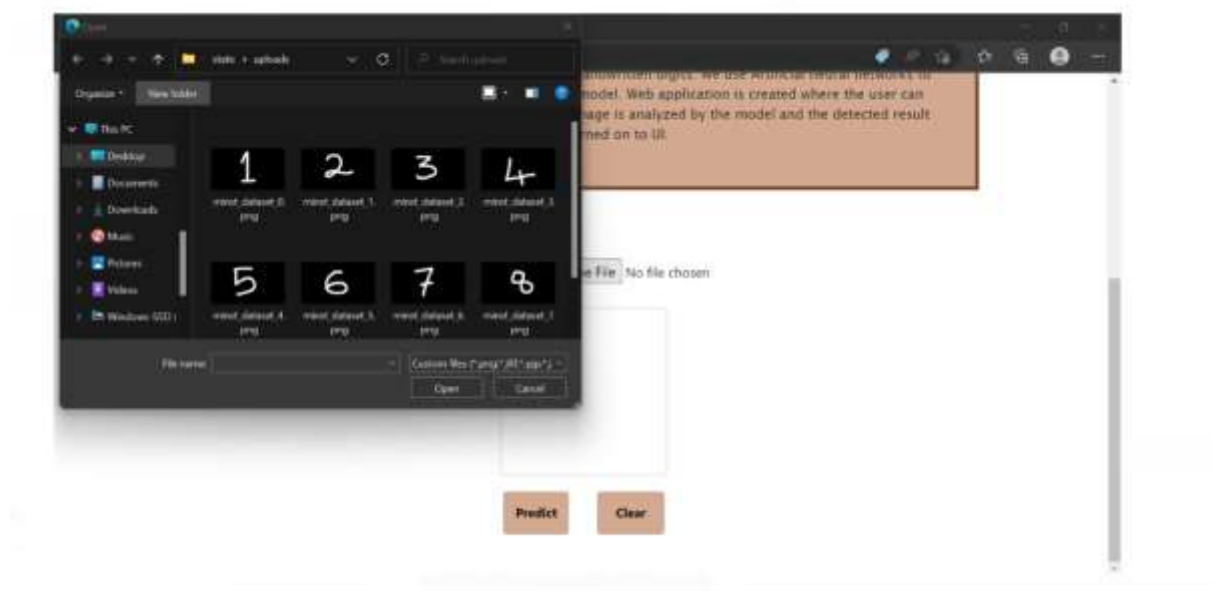 Open
static › uploads
Search uploads
Organize
New folder
This PC
Desktop
Documents
Downloads
Music
Pictures
Videos
Windows-SSD (
1
2
3
4
mnist_dataset_0.
png
mnist_dataset_1.
png
mnist_dataset_2.
png
mnist_dataset_3.
png
5
6
7
8
mnist_dataset_4.
png
mnist_dataset_5.
png
mnist_dataset_6.
png
mnist_dataset_7.
png
File name:
Custom files
Open
Cancel
handwritten digits. We use Artificial neural networks to
model. Web application is created where the user can
is analyzed by the model and the detected result
on to UI
e File No file chosen
Predict
Clear